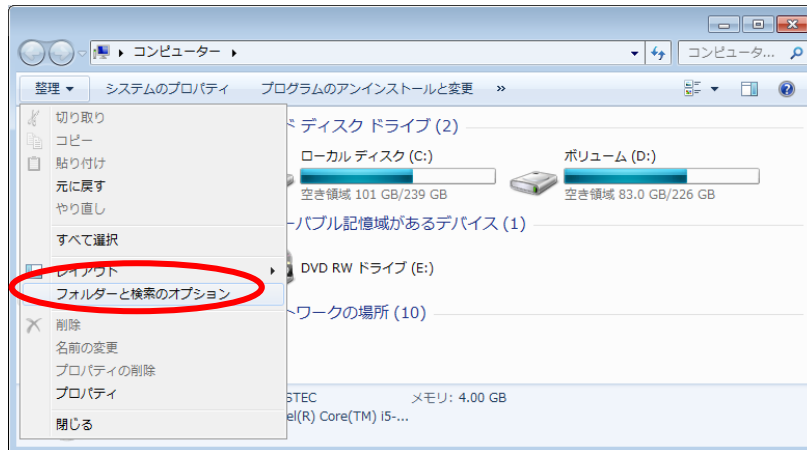 コンピューター
コンピュータ...
整理
システムのプロパティ
プログラムのアンインストールと変更
»
切り取り
コピー
貼り付け
元に戻す
やり直し
すべて選択
レイアウト
フォルダーと検索のオプション
削除
名前の変更
プロパティの削除
プロパティ
閉じる
ド ディスク ドライブ (2)
ローカル ディスク (C:)
空き領域 101 GB/239 GB
ボリューム (D:)
空き領域 83.0 GB/226 GB
ーバブル記憶域があるデバイス (1)
DVD RW ドライブ (E:)
トワークの場所 (10)
STEC
メモリ: 4.00 GB
el(R) Core(TM) i5-...